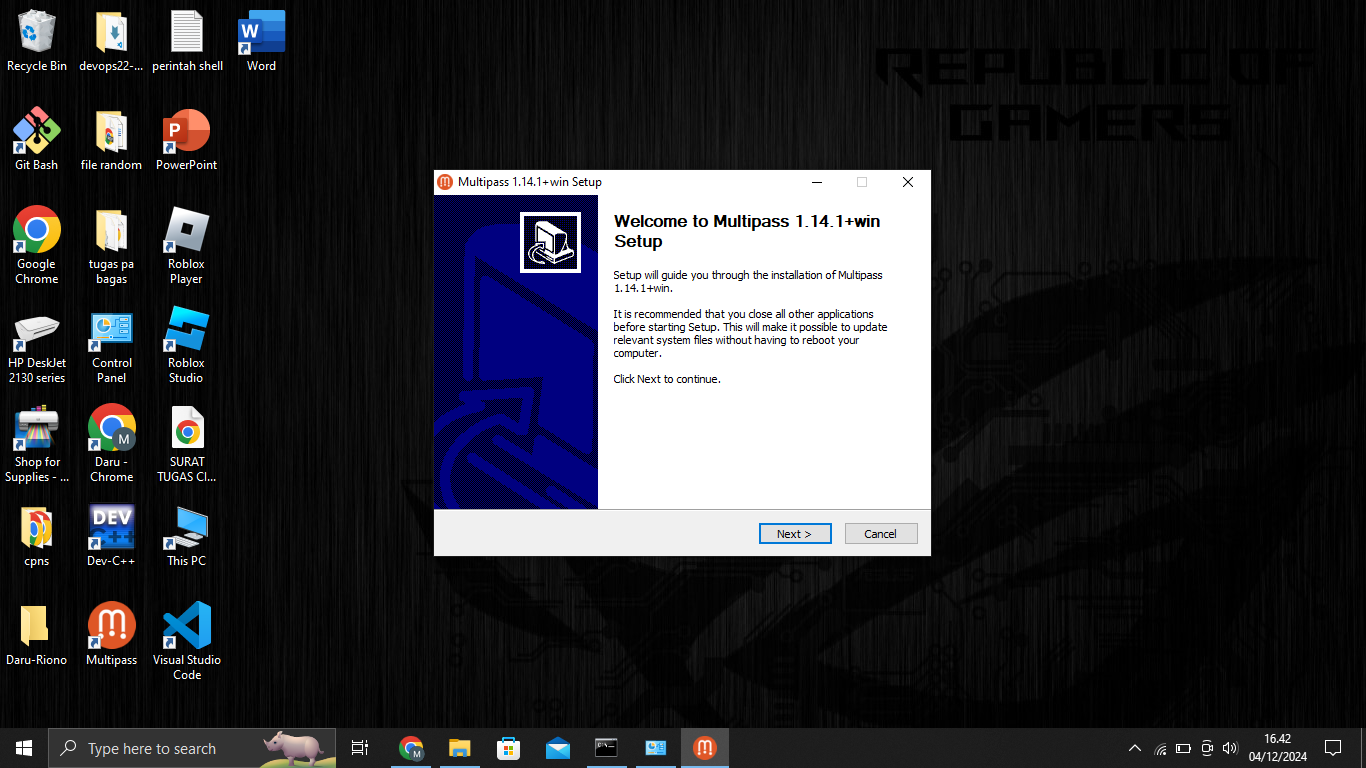 Recycle Bin
devops22-...
perintah shell
Word
REPUBLIC OF
GAMERS
Git Bash
file random
PowerPoint
Google
Chrome
tugas pa
bagas
Roblox
Player
HP DeskJet
2130 series
Control
Panel
Roblox
Studio
Shop for
Supplies - ...
M
Daru -
Chrome
SURAT
TUGAS CI...
cpns
DEV
C++
Dev-C++
This PC
Daru-Riono
Multipass
Visual Studio
Code
Multipass 1.14.1+win Setup
Welcome to Multipass 1.14.1+win
Setup
Setup will guide you through the installation of Multipass
1.14.1+win.
It is recommended that you close all other applications
before starting Setup. This will make it possible to update
relevant system files without having to reboot your
computer.
Click Next to continue.
Next >
Cancel
Type here to search
M
16.42
04/12/2024